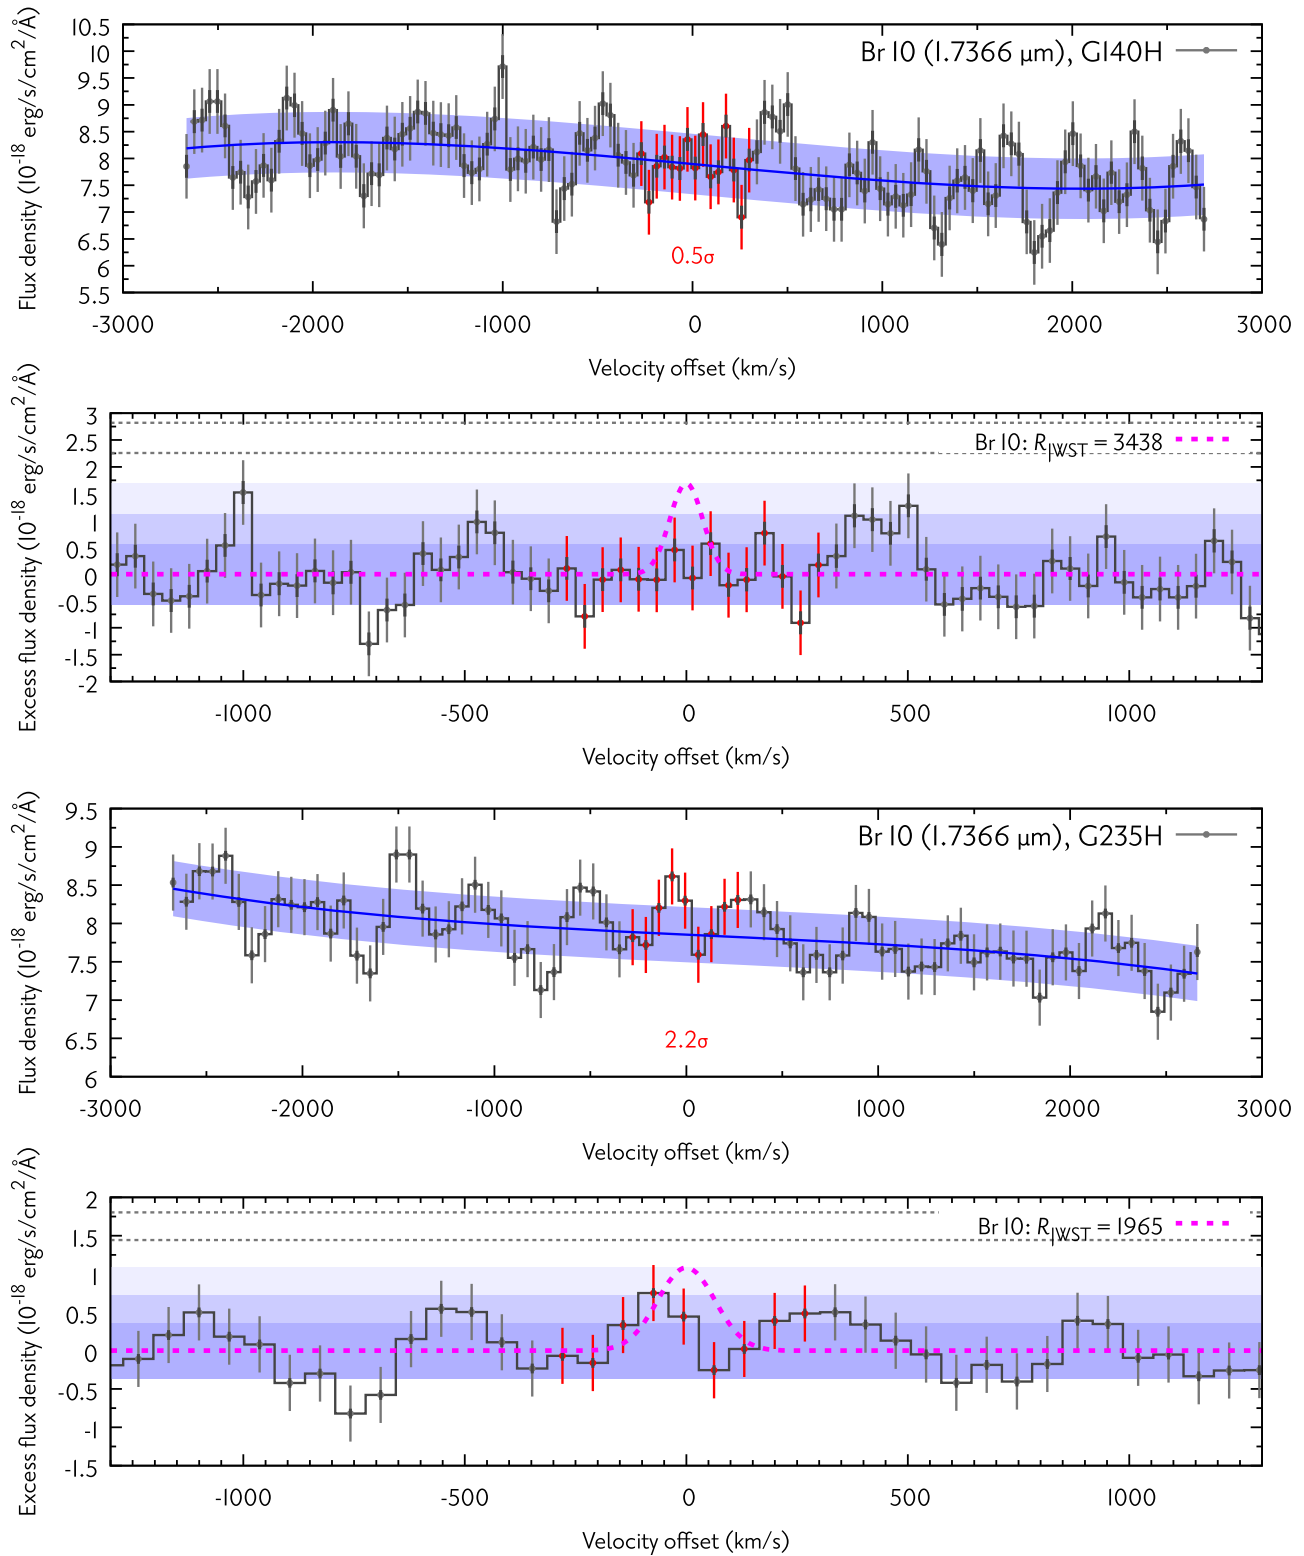 Br 10 (1.7366 µm), G140H
Flux density (10⁻¹⁸ erg/s/cm²/Å)
10.5
10
9.5
9
8.5
8
7.5
7
6.5
6
5.5
0.5σ
-3000 -2000 -1000 0 1000 2000 3000
Velocity offset (km/s)
Br 10: R_JWST = 3438
Excess flux density (10⁻¹⁸ erg/s/cm²/Å)
3
2.5
2
1.5
1
0.5
0
-0.5
-1
-1.5
-2
-1000 -500 0 500 1000
Velocity offset (km/s)
Br 10 (1.7366 µm), G235H
Flux density (10⁻¹⁸ erg/s/cm²/Å)
9.5
9
8.5
8
7.5
7
6.5
6
2.2σ
-3000 -2000 -1000 0 1000 2000 3000
Velocity offset (km/s)
Br 10: R_JWST = 1965
Excess flux density (10⁻¹⁸ erg/s/cm²/Å)
2
1.5
1
0.5
0
-0.5
-1
-1.5
-1000 -500 0 500 1000
Velocity offset (km/s)